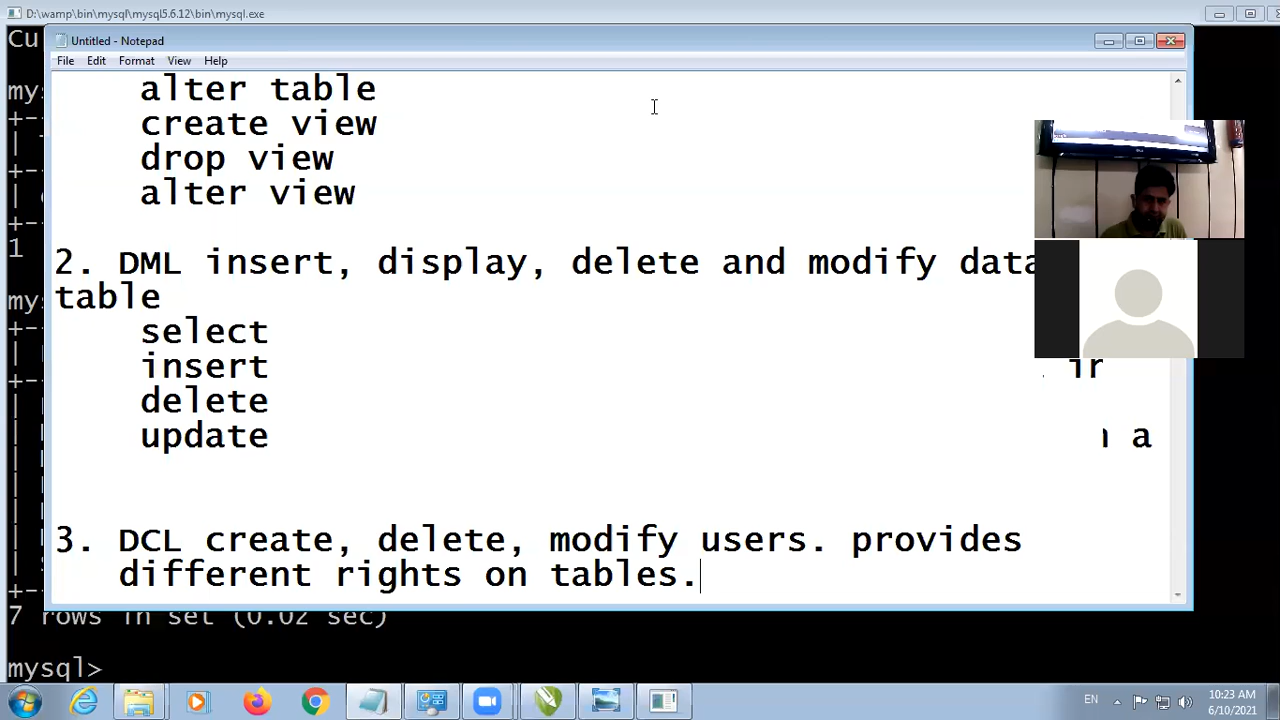 D:\wamp\bin\mysql\mysql5.6.12\bin\mysql.exe
Untitled - Notepad
File Edit Format View Help
alter table
create view
drop view
alter view
2. DML insert, display, delete and modify data
table
select
insert
delete
update
a
3. DCL create, delete, modify users. provides
different rights on tables.
7 rows in set (0.02 sec)
mysql>
EN
10:23 AM
6/10/2021